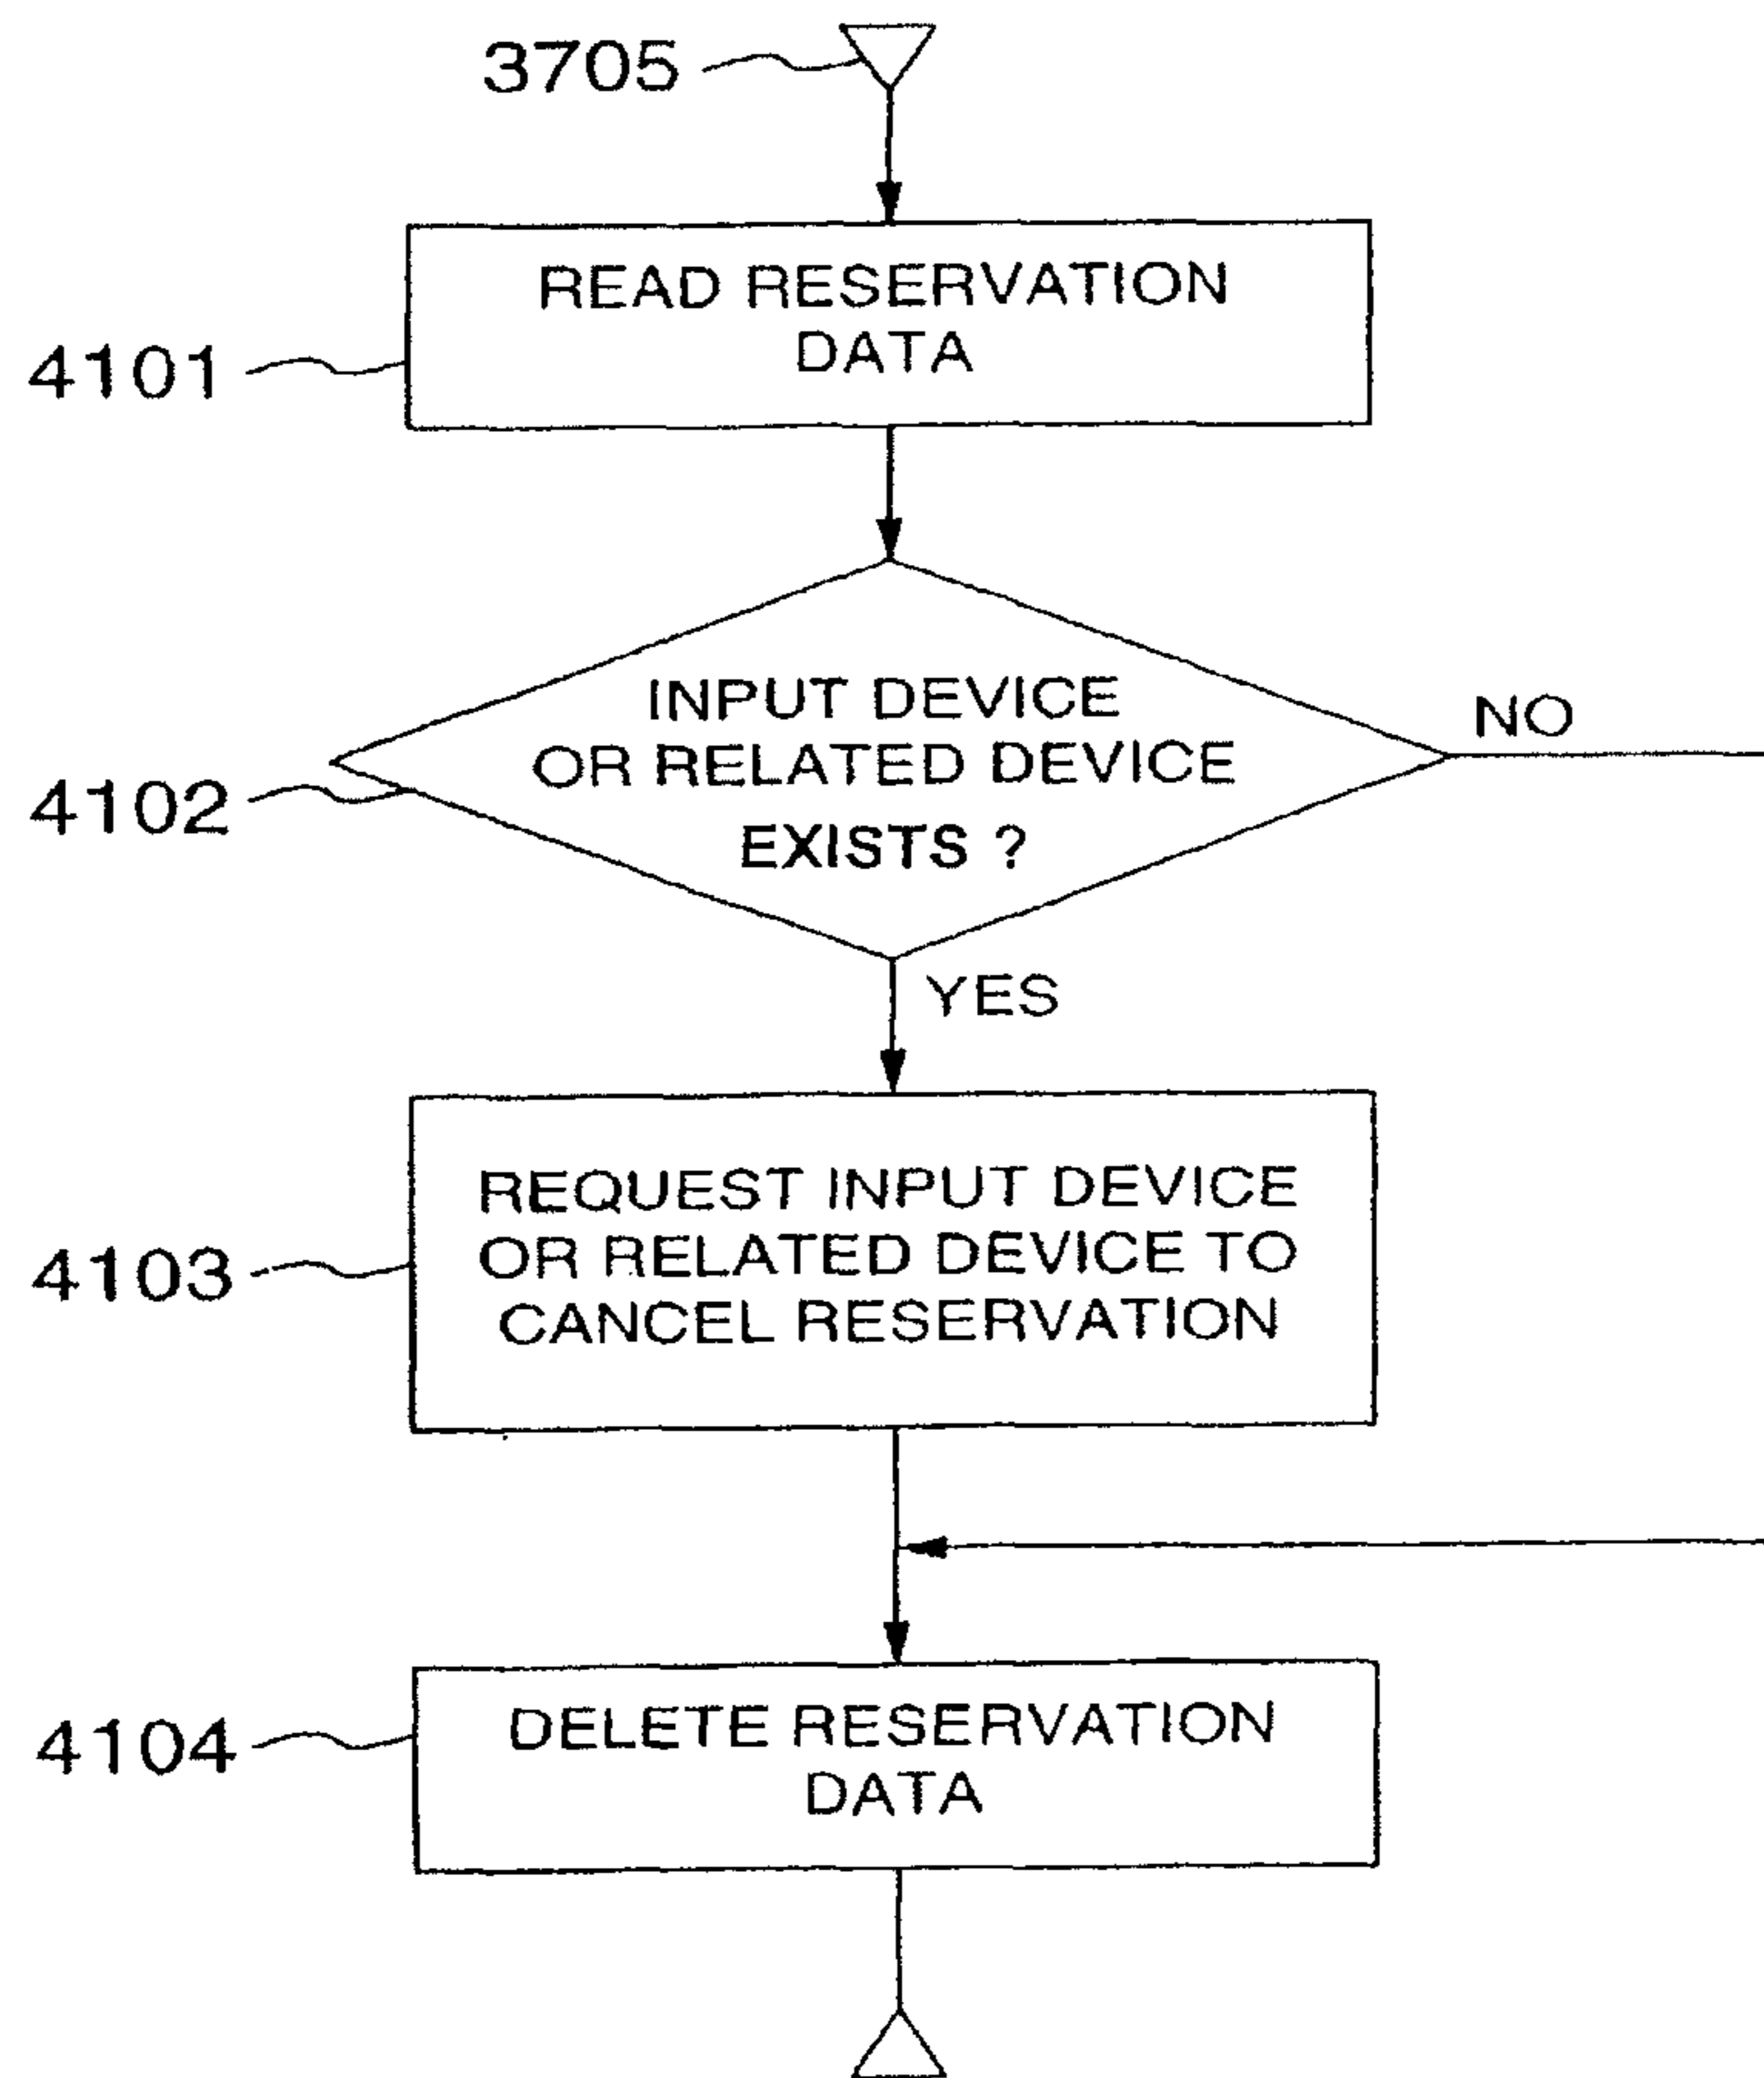 3705
READ RESERVATION
DATA
4101
INPUT DEVICE
OR RELATED DEVICE
EXISTS ?
NO
4102
YES
REQUEST INPUT DEVICE
OR RELATED DEVICE TO
CANCEL RESERVATION
4103
DELETE RESERVATION
DATA
4104